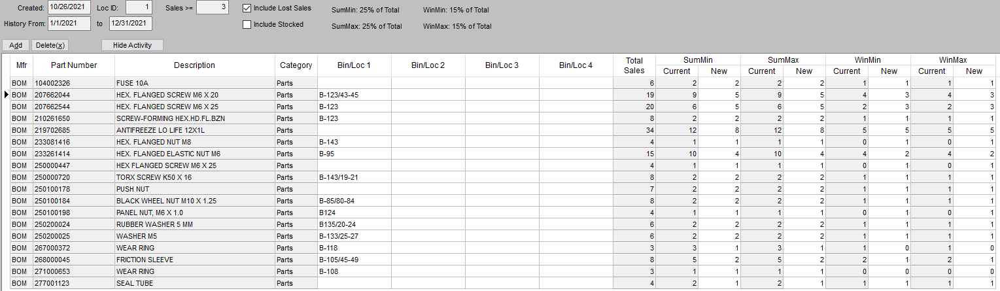 Created: 10/26/2021 Loc ID: 1 Sales >= 3 Include Lost Sales SumMin: 25% of Total WinMin: 15% of Total
History From: 1/1/2021 to 12/31/2021 Include Stocked SumMax: 25% of Total WinMax: 15% of Total
Add Delete(x) Hide Activity
Mfr Part Number Description Category Bin/Loc 1 Bin/Loc 2 Bin/Loc 3 Bin/Loc 4 Total Sales SumMin SumMax WinMin WinMax
Current New Current New Current New Current New
BOM 104002326 FUSE 10A Parts 6 2 2 2 2 1 1 1 1
BOM 207662044 HEX. FLANGED SCREW M6 X 20 Parts B-123/43-45 19 9 5 9 5 4 3 4 3
BOM 207662544 HEX. FLANGED SCREW M6 X 25 Parts B-123 20 6 5 6 5 2 3 2 3
BOM 210261650 SCREW-FORMING HEX.HD.FL.BZN Parts B-123 8 2 2 2 2 1 1 1 1
BOM 219702685 ANTIFREEZE LO LIFE 12X1L Parts 34 12 8 12 8 5 5 5 5
BOM 233081416 HEX. FLANGED NUT M8 Parts B-143 4 1 1 1 1 0 1 0 1
BOM 233261414 HEX. FLANGED ELASTIC NUT M6 Parts B-95 15 10 4 10 4 4 2 4 2
BOM 250000447 HEX FLANGED SCREW M6 X 25 Parts 4 1 1 1 1 0 1 0 1
BOM 250000720 TORX SCREW K50 X 16 Parts B-143/19-21 8 2 2 2 2 1 1 1 1
BOM 250100178 PUSH NUT Parts 7 2 2 2 2 1 1 1 1
BOM 250100184 BLACK WHEEL NUT M10 X 1.25 Parts B-85/80-84 8 2 2 2 2 1 1 1 1
BOM 250100198 PANEL NUT, M6 X 1.0 Parts B124 4 1 1 1 1 0 1 0 1
BOM 250200024 RUBBER WASHER 5 MM Parts B135/20-24 6 2 2 2 2 1 1 1 1
BOM 250200025 WASHER M5 Parts B-133/25-27 6 2 2 2 2 1 1 1 1
BOM 267000372 WEAR RING Parts B-118 3 3 1 3 1 1 0 1 0
BOM 268000045 FRICTION SLEEVE Parts B-105/45-49 8 5 2 5 2 2 1 2 1
BOM 271000653 WEAR RING Parts B-108 3 1 1 1 1 0 0 0 0
BOM 277001123 SEAL TUBE Parts 4 2 1 2 1 1 1 1 1